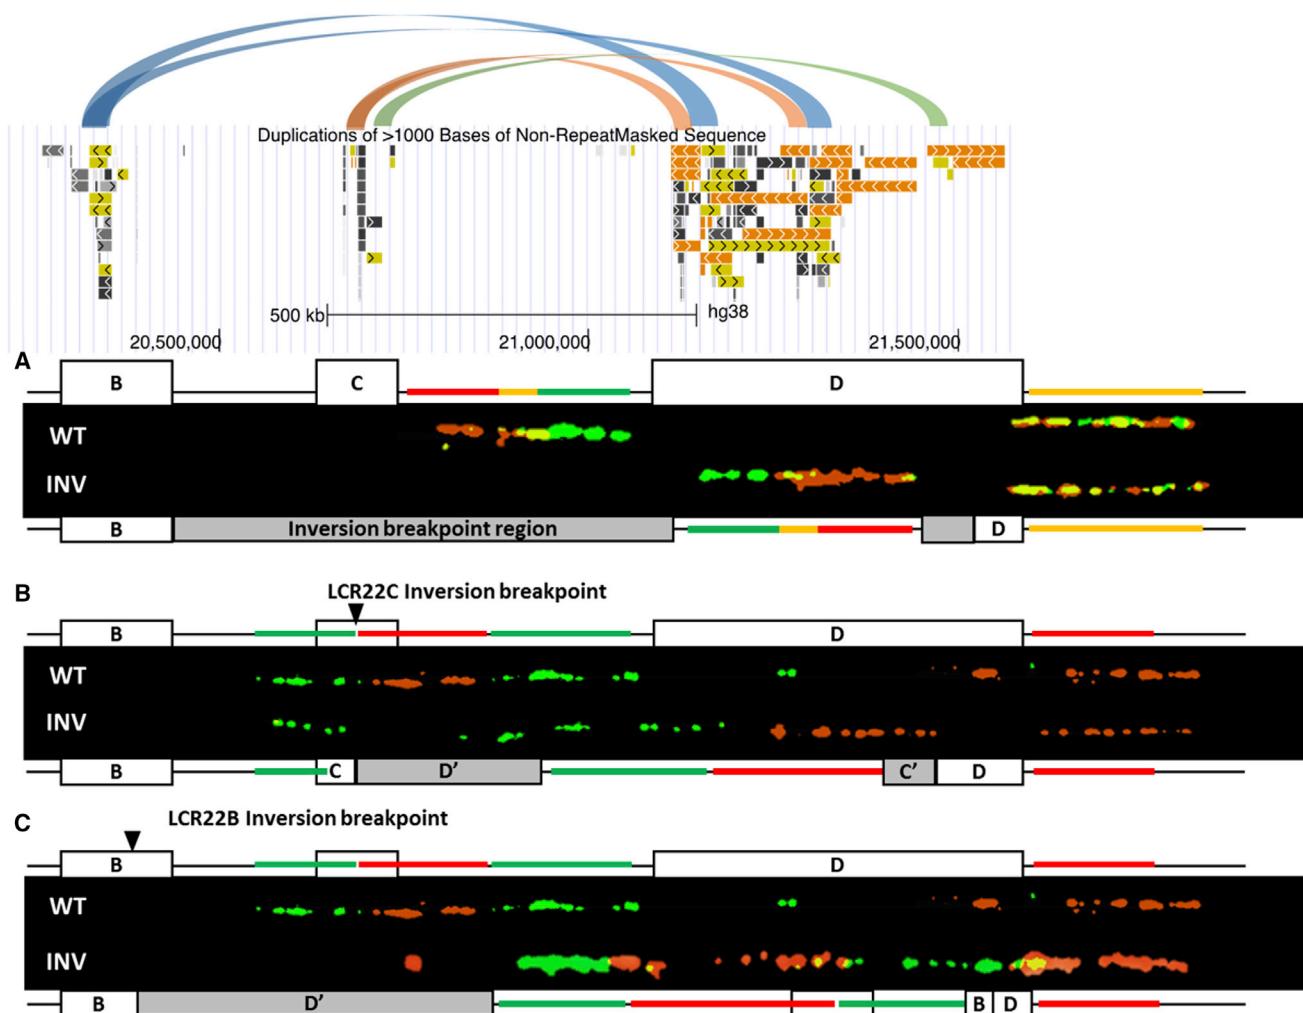 Duplications of >1000 Bases of Non-RepeatMasked Sequence
500 kb
hg38
20,500,000
21,000,000
21,500,000
A
B
C
D
WT
INV
B
Inversion breakpoint region
D
B
LCR22C Inversion breakpoint
B
D
WT
INV
B
C
D’
C’
D
C
LCR22B Inversion breakpoint
B
D
WT
INV
B
D’
B
D